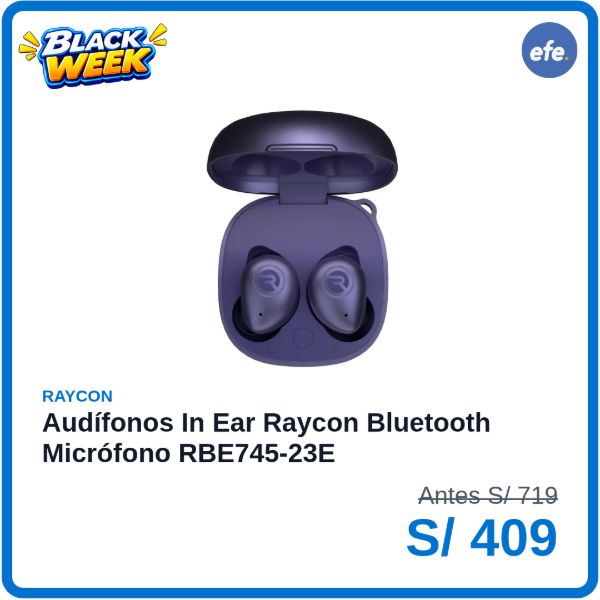 BLACK
WEEK
efe.
RAYCON
Audífonos In Ear Raycon Bluetooth
Micrófono RBE745-23E
Antes S/ 719
S/ 409